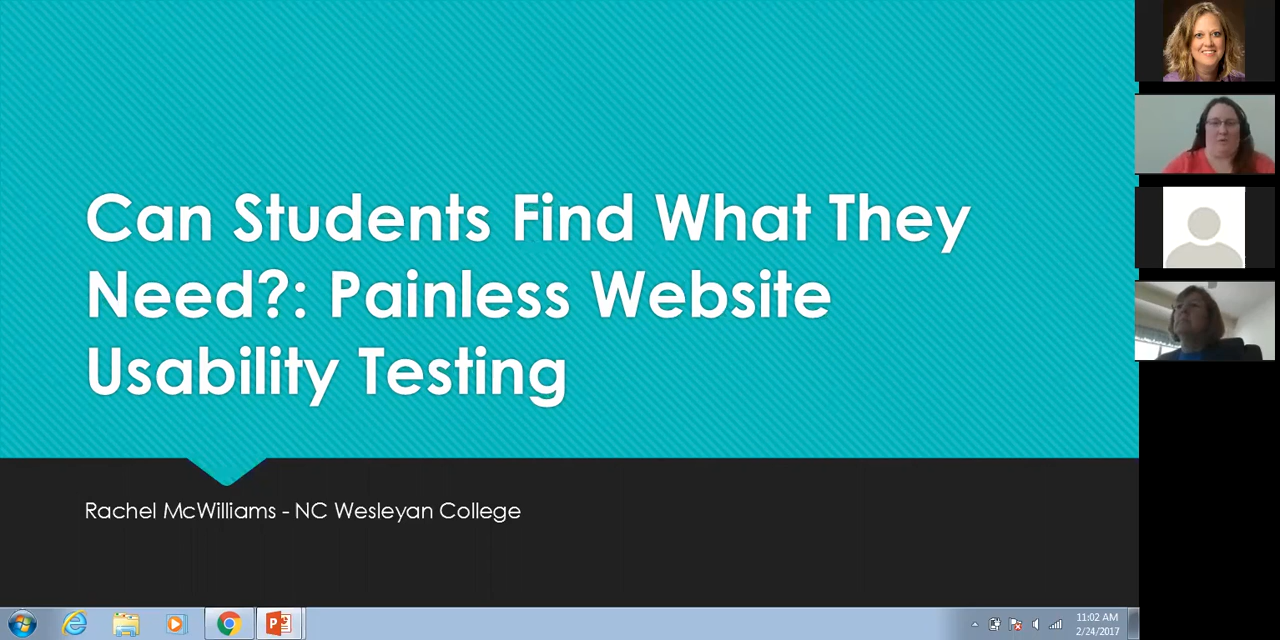 Can Students Find What They
Need?: Painless Website
Usability Testing
Rachel McWilliams - NC Wesleyan College
11:02 AM
2/24/2017